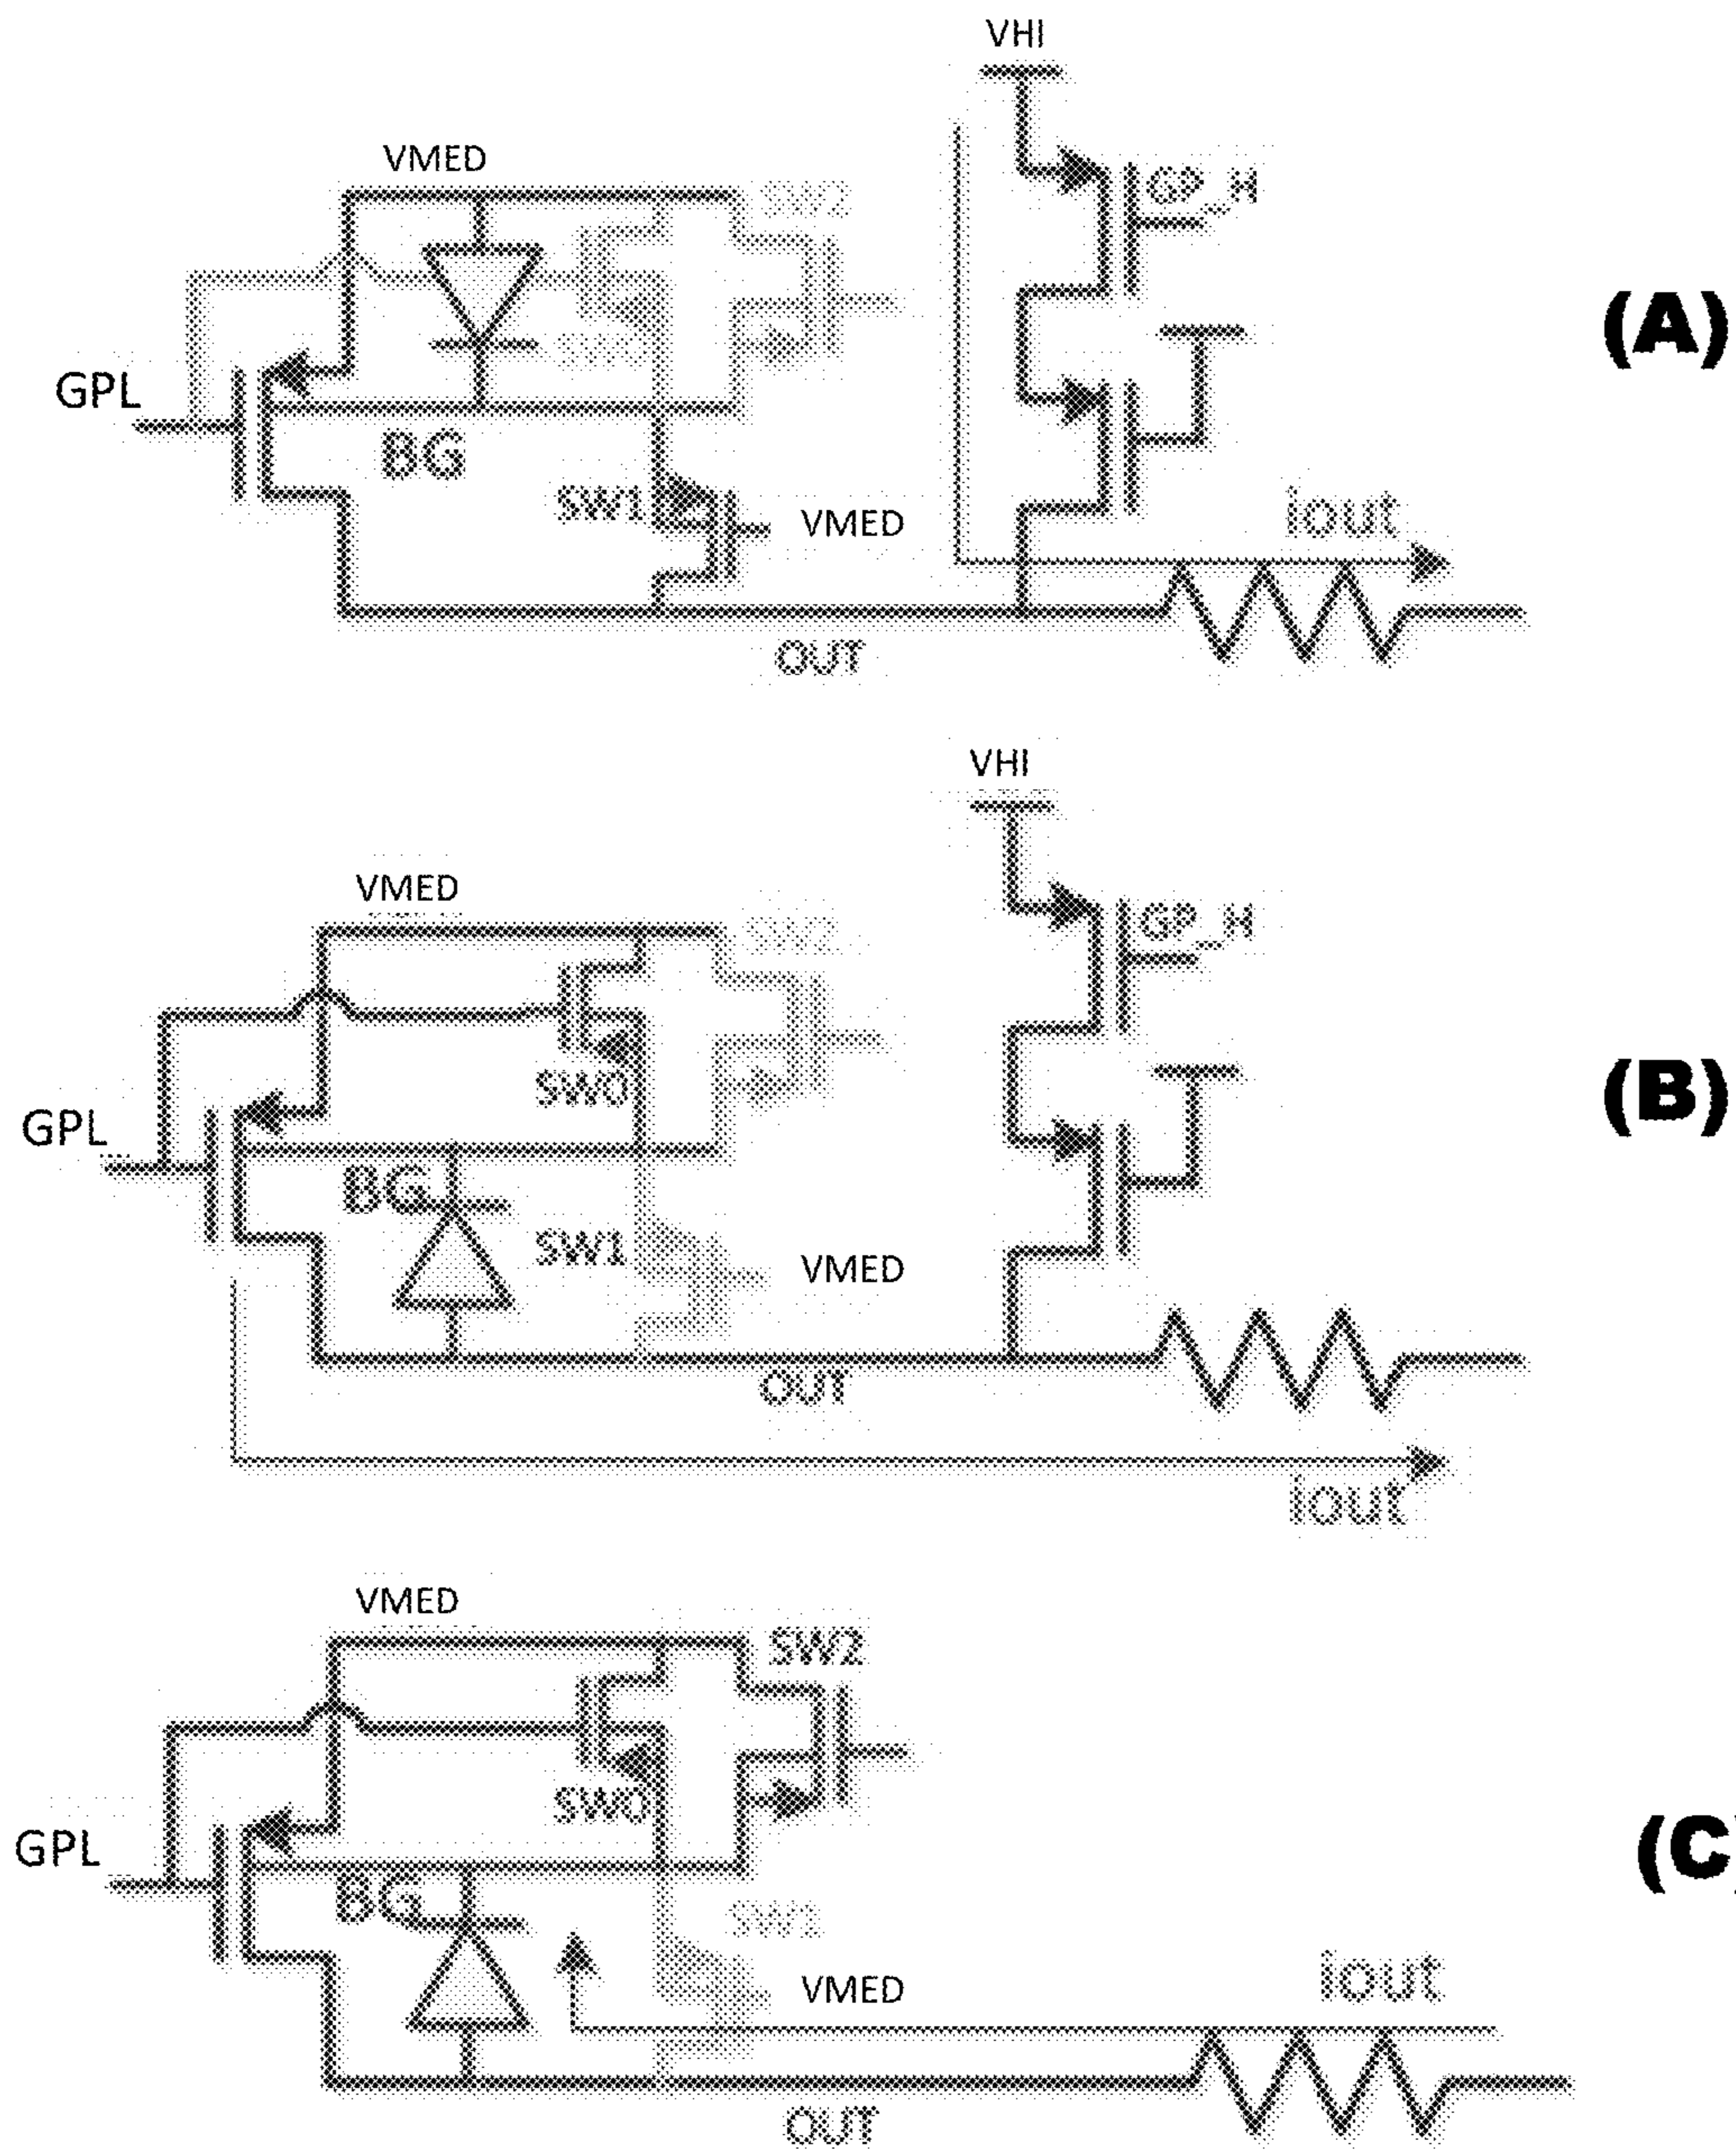 VHI
VMED
SW2
GP_H
(A)
GPL
BG
SW1
VMED
iout
OUT
VHI
VMED
SW2
GP_H
(B)
SW0
GPL
BG
SW1
VMED
OUT
iout
VMED
SW2
SW0
GPL
(C)
BG
SW1
VMED
iout
OUT